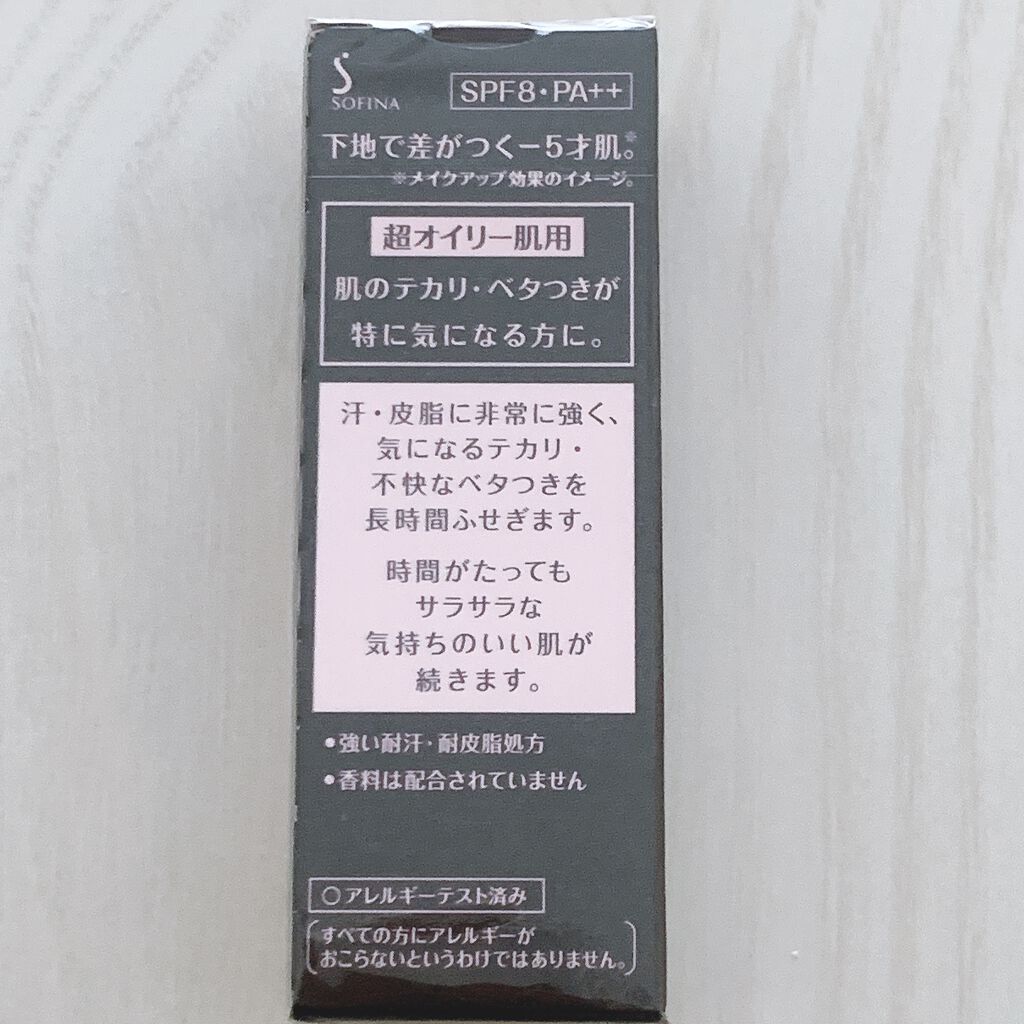 SOFINA
SPF8・PA++
下地で差がつくー5才肌。※
※メイクアップ効果のイメージ。
超オイリー肌用
肌のテカリ・ベタつきが
特に気になる方に。
汗・皮脂に非常に強く、
気になるテカリ・
不快なベタつきを
長時間ふせぎます。
時間がたっても
サラサラな
気持ちのいい肌が
続きます。
●強い耐汗・耐皮脂処方
●香料は配合されていません
○アレルギーテスト済み
すべての方にアレルギーが
おこらないというわけではありません。